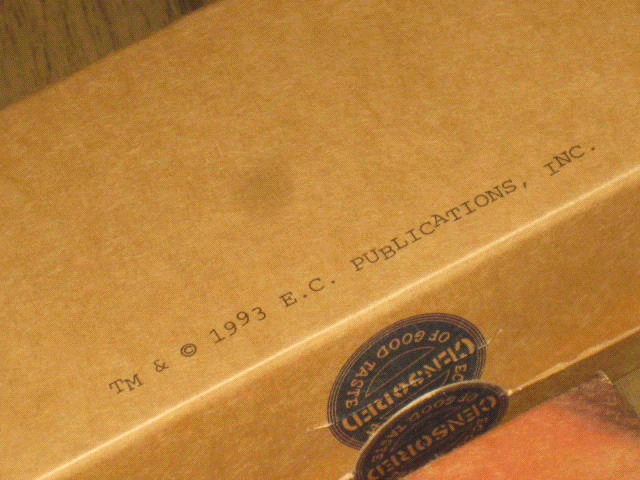 TM & © 1993 E.C. PUBLICATIONS, INC.
OF GOOD TASTE
CENSORED
OF GOOD TASTE
CENSORED